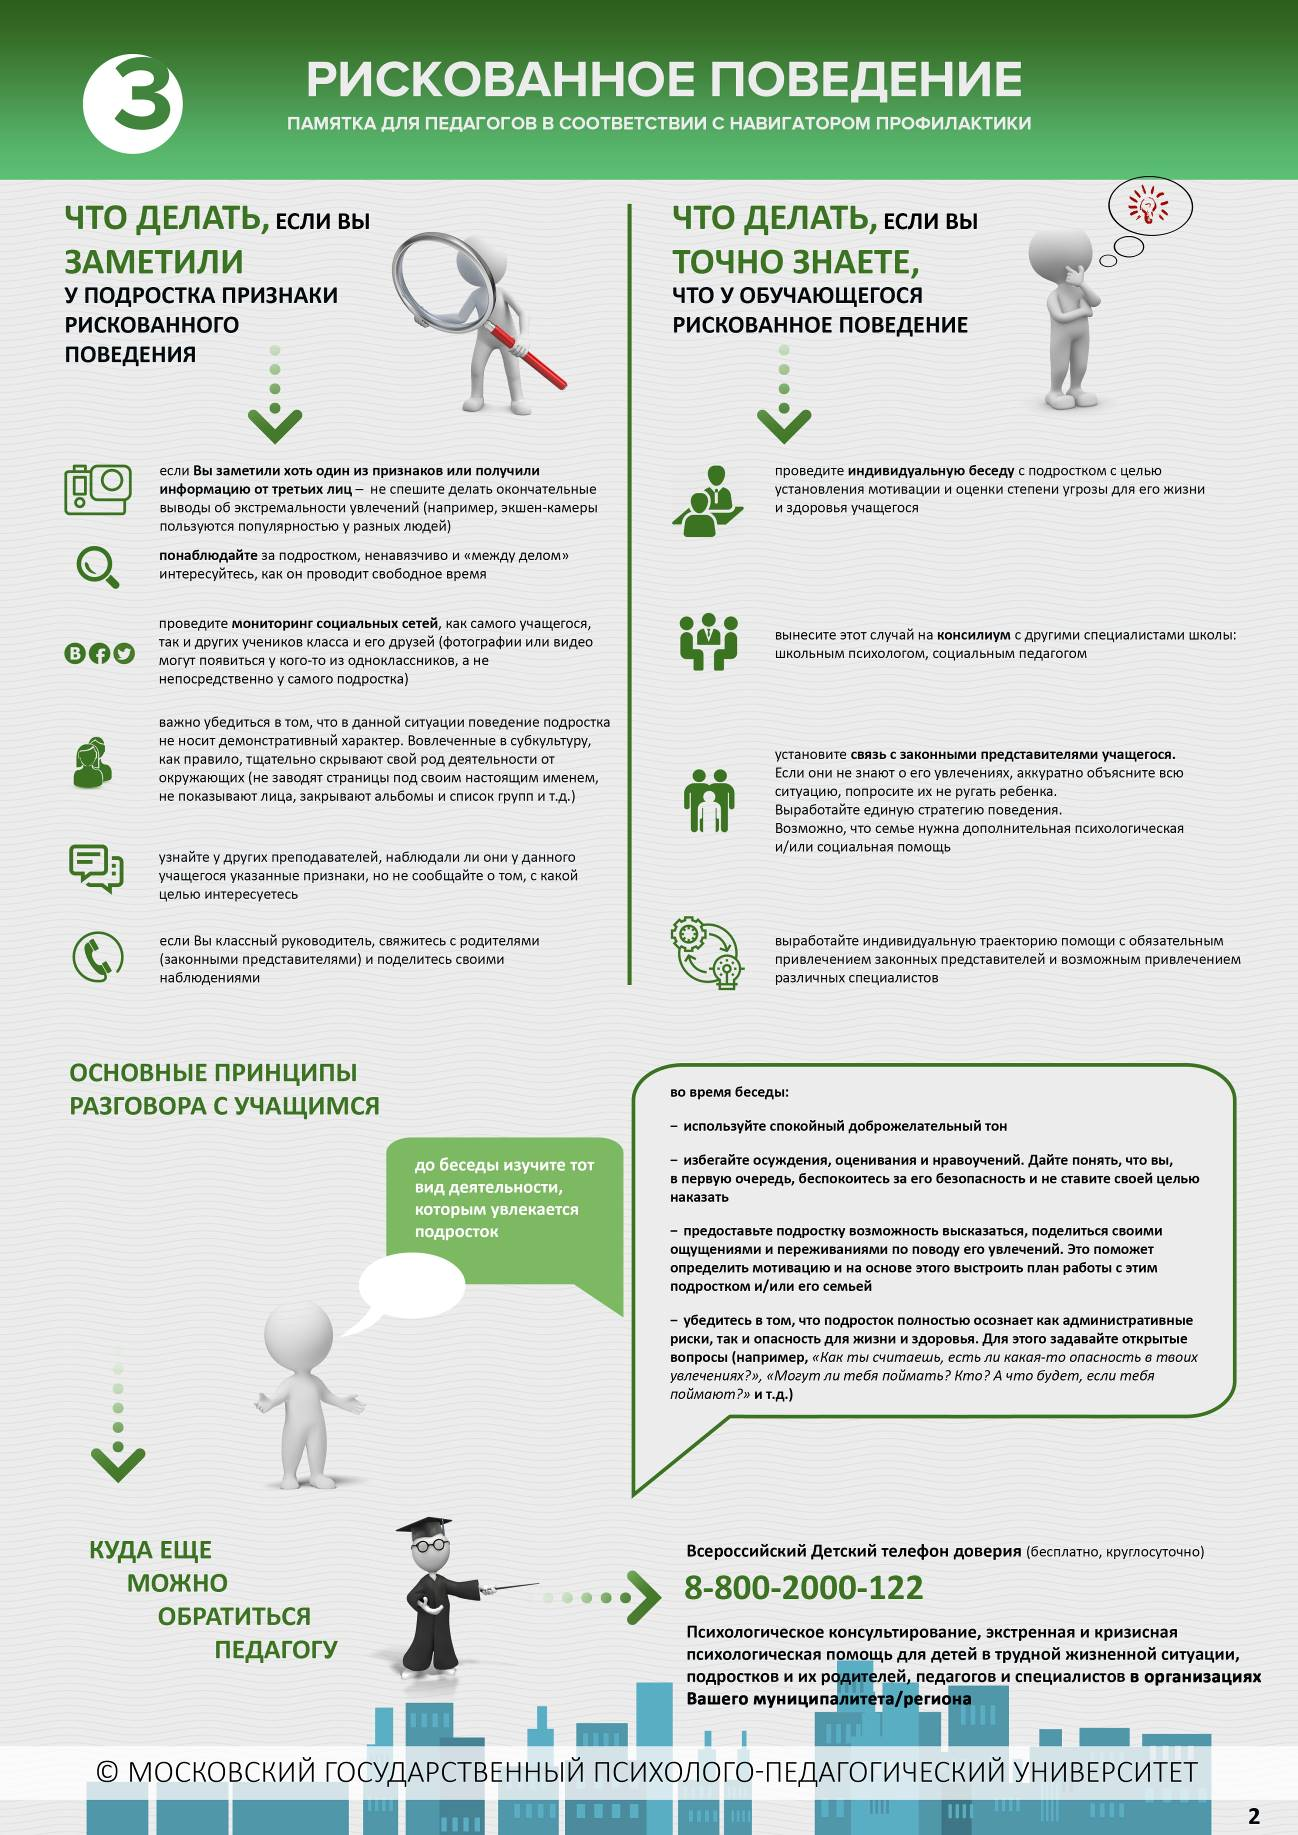 3
РИСКОВАННОЕ ПОВЕДЕНИЕ
ПАМЯТКА ДЛЯ ПЕДАГОГОВ В СООТВЕТСТВИИ С НАВИГАТОРОМ ПРОФИЛАКТИКИ
ЧТО ДЕЛАТЬ, ЕСЛИ ВЫ
ЗАМЕТИЛИ
У ПОДРОСТКА ПРИЗНАКИ
РИСКОВАННОГО
ПОВЕДЕНИЯ
если Вы заметили хоть один из признаков или получили
информацию от третьих лиц – не спешите делать окончательные
выводы об экстремальности увлечений (например, экшен-камеры
пользуются популярностью у разных людей)
понаблюдайте за подростком, ненавязчиво и «между делом»
интересуйтесь, как он проводит свободное время
проведите мониторинг социальных сетей, как самого учащегося,
так и других учеников класса и его друзей (фотографии или видео
могут появиться у кого-то из одноклассников, а не
непосредственно у самого подростка)
важно убедиться в том, что в данной ситуации поведение подростка
не носит демонстративный характер. Вовлеченные в субкультуру,
как правило, тщательно скрывают свой род деятельности от
окружающих (не заводят страницы под своим настоящим именем,
не показывают лица, закрывают альбомы и список групп и т.д.)
узнайте у других преподавателей, наблюдали ли они у данного
учащегося указанные признаки, но не сообщайте о том, с какой
целью интересуетесь
если Вы классный руководитель, свяжитесь с родителями
(законными представителями) и поделитесь своими
наблюдениями
ЧТО ДЕЛАТЬ, ЕСЛИ ВЫ
ТОЧНО ЗНАЕТЕ,
ЧТО У ОБУЧАЮЩЕГОСЯ
РИСКОВАННОЕ ПОВЕДЕНИЕ
проведите индивидуальную беседу с подростком с целью
установления мотивации и оценки степени угрозы для его жизни
и здоровья учащегося
вынесите этот случай на консилиум с другими специалистами школы:
школьным психологом, социальным педагогом
установите связь с законными представителями учащегося.
Если они не знают о его увлечениях, аккуратно объясните всю
ситуацию, попросите их не ругать ребенка.
Выработайте единую стратегию поведения.
Возможно, что семье нужна дополнительная психологическая
и/или социальная помощь
выработайте индивидуальную траекторию помощи с обязательным
привлечением законных представителей и возможным привлечением
различных специалистов
ОСНОВНЫЕ ПРИНЦИПЫ
РАЗГОВОРА С УЧАЩИМСЯ
до беседы изучите тот
вид деятельности,
которым увлекается
подросток
во время беседы:
– используйте спокойный доброжелательный тон
– избегайте осуждения, оценивания и нравоучений. Дайте понять, что вы,
в первую очередь, беспокоитесь за его безопасность и не ставите своей целью
наказать
– предоставьте подростку возможность высказаться, поделиться своими
ощущениями и переживаниями по поводу его увлечений. Это поможет
определить мотивацию и на основе этого выстроить план работы с этим
подростком и/или его семьей
– убедитесь в том, что подросток полностью осознает как административные
риски, так и опасность для жизни и здоровья. Для этого задавайте открытые
вопросы (например, «Как ты считаешь, есть ли какая-то опасность в твоих
увлечениях?», «Могут ли тебя поймать? Кто? А что будет, если тебя
поймают?» и т.д.)
КУДА ЕЩЕ
МОЖНО
ОБРАТИТЬСЯ
ПЕДАГОГУ
Всероссийский Детский телефон доверия (бесплатно, круглосуточно)
8-800-2000-122
Психологическое консультирование, экстренная и кризисная
психологическая помощь для детей в трудной жизненной ситуации,
подростков и их родителей, педагогов и специалистов в организациях
Вашего муниципалитета/региона
© МОСКОВСКИЙ ГОСУДАРСТВЕННЫЙ ПСИХОЛОГО-ПЕДАГОГИЧЕСКИЙ УНИВЕРСИТЕТ
2